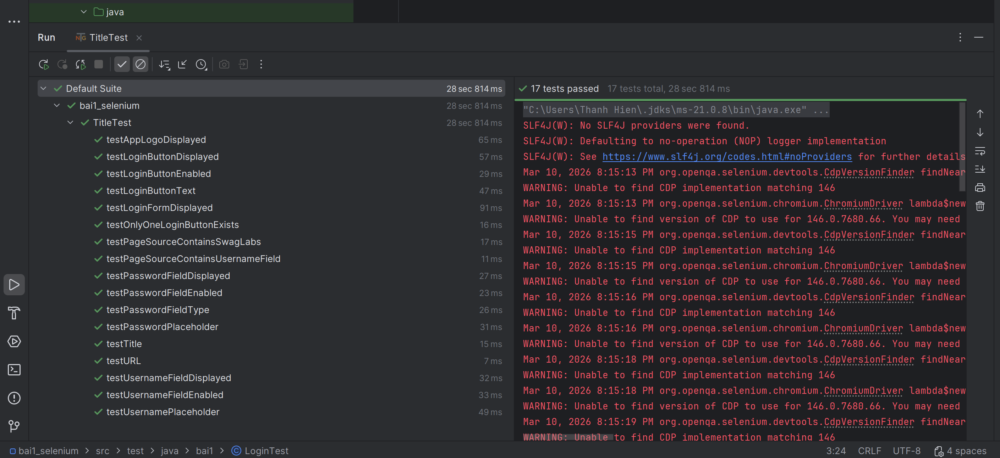 java
Run
TitleTest
Default Suite 28 sec 814 ms
bai1_selenium 28 sec 814 ms
TitleTest 28 sec 814 ms
testAppLogoDisplayed 65 ms
testLoginButtonDisplayed 57 ms
testLoginButtonEnabled 29 ms
testLoginButtonText 47 ms
testLoginFormDisplayed 91 ms
testOnlyOneLoginButtonExists 16 ms
testPageSourceContainsSwagLabs 17 ms
testPageSourceContainsUsernameField 11 ms
testPasswordFieldDisplayed 27 ms
testPasswordFieldEnabled 23 ms
testPasswordFieldType 26 ms
testPasswordPlaceholder 31 ms
testTitle 15 ms
testURL 7 ms
testUsernameFieldDisplayed 32 ms
testUsernameFieldEnabled 33 ms
testUsernamePlaceholder 49 ms
17 tests passed 17 tests total, 28 sec 814 ms
"C:\Users\Thanh Hien\.jdks\ms-21.0.8\bin\java.exe" ...
SLF4J(W): No SLF4J providers were found.
SLF4J(W): Defaulting to no-operation (NOP) logger implementation
SLF4J(W): See https://www.slf4j.org/codes.html#noProviders for further details
Mar 10, 2026 8:15:13 PM org.openqa.selenium.devtools.CdpVersionFinder findNear
WARNING: Unable to find CDP implementation matching 146
Mar 10, 2026 8:15:13 PM org.openqa.selenium.chromium.ChromiumDriver lambda$new
WARNING: Unable to find version of CDP to use for 146.0.7680.66. You may need
Mar 10, 2026 8:15:15 PM org.openqa.selenium.devtools.CdpVersionFinder findNear
WARNING: Unable to find CDP implementation matching 146
Mar 10, 2026 8:15:15 PM org.openqa.selenium.chromium.ChromiumDriver lambda$new
WARNING: Unable to find version of CDP to use for 146.0.7680.66. You may need
Mar 10, 2026 8:15:16 PM org.openqa.selenium.devtools.CdpVersionFinder findNear
WARNING: Unable to find CDP implementation matching 146
Mar 10, 2026 8:15:16 PM org.openqa.selenium.chromium.ChromiumDriver lambda$new
WARNING: Unable to find version of CDP to use for 146.0.7680.66. You may need
Mar 10, 2026 8:15:18 PM org.openqa.selenium.devtools.CdpVersionFinder findNear
WARNING: Unable to find CDP implementation matching 146
Mar 10, 2026 8:15:18 PM org.openqa.selenium.chromium.ChromiumDriver lambda$new
WARNING: Unable to find version of CDP to use for 146.0.7680.66. You may need
Mar 10, 2026 8:15:19 PM org.openqa.selenium.devtools.CdpVersionFinder findNear
WARNING: Unable to find CDP implementation matching 146
bai1_selenium > src > test > java > bai1 > LoginTest 3:24 CRLF UTF-8 4 spaces